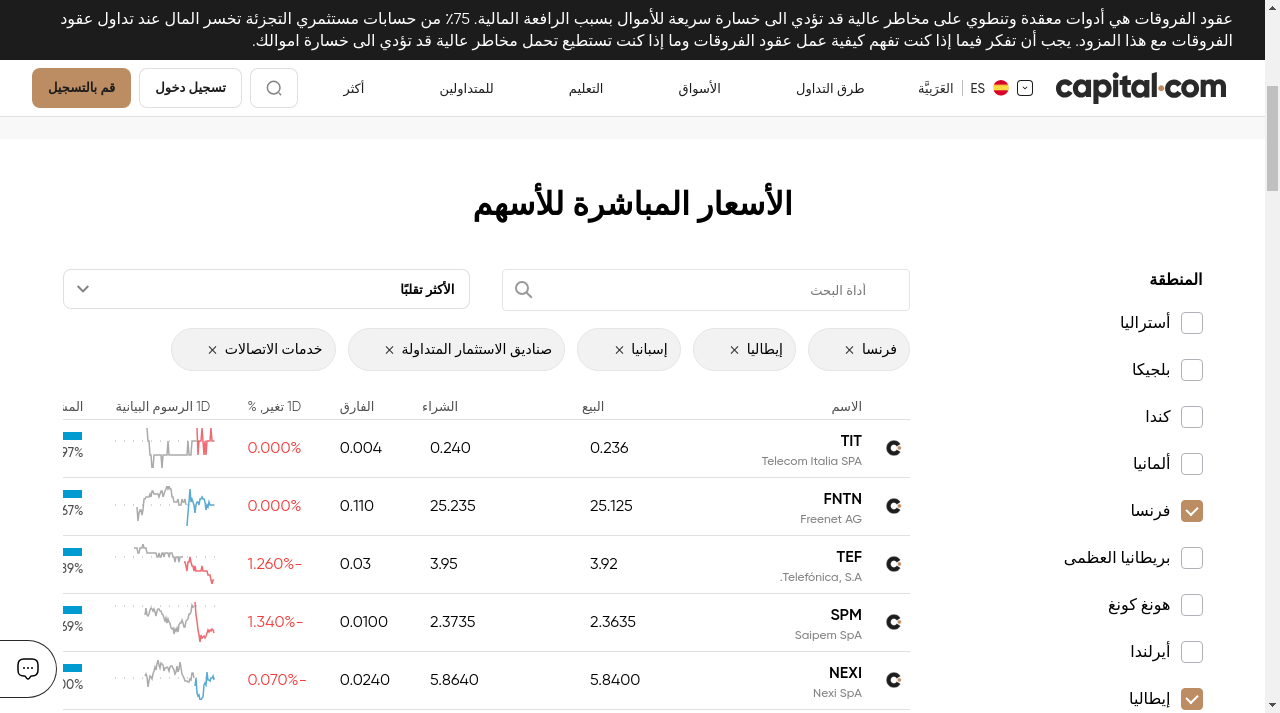 عقود الفروقات هي أدوات معقدة وتنطوي على مخاطر عالية قد تؤدي الى خسارة سريعة للأموال بسبب الرافعة المالية. 75٪ من حسابات مستثمري التجزئة تخسر المال عند تداول عقود
الفروقات مع هذا المزود. يجب أن تفكر فيما إذا كنت تفهم كيفية عمل عقود الفروقات وما إذا كنت تستطيع تحمل مخاطر عالية قد تؤدي الى خسارة اموالك.
capital.com
ES
العَرَبِيَّة
طرق التداول
الأسواق
التعليم
للمتداولين
أكثر
تسجيل دخول
قم بالتسجيل
الأسعار المباشرة للأسهم
المنطقة
أستراليا
بلجيكا
كندا
ألمانيا
فرنسا
بريطانيا العظمى
هونغ كونغ
أيرلندا
إيطاليا
أداة البحث
الأكثر تقلبًا
فرنسا ×
إيطاليا ×
إسبانيا ×
صناديق الاستثمار المتداولة ×
خدمات الاتصالات ×
الاسم البيع الشراء الفارق 1D تغير, % 1D الرسوم البيانية
TIT 0.236 0.240 0.004 0.000% 97%
Telecom Italia SPA
FNTN 25.125 25.235 0.110 0.000% 67%
Freenet AG
TEF 3.92 3.95 0.03 1.260%- 39%
.Telefónica, S.A
SPM 2.3635 2.3735 0.0100 1.340%- 69%
Saipem SpA
NEXI 5.8400 5.8640 0.0240 0.070%- 00%
Nexi SpA